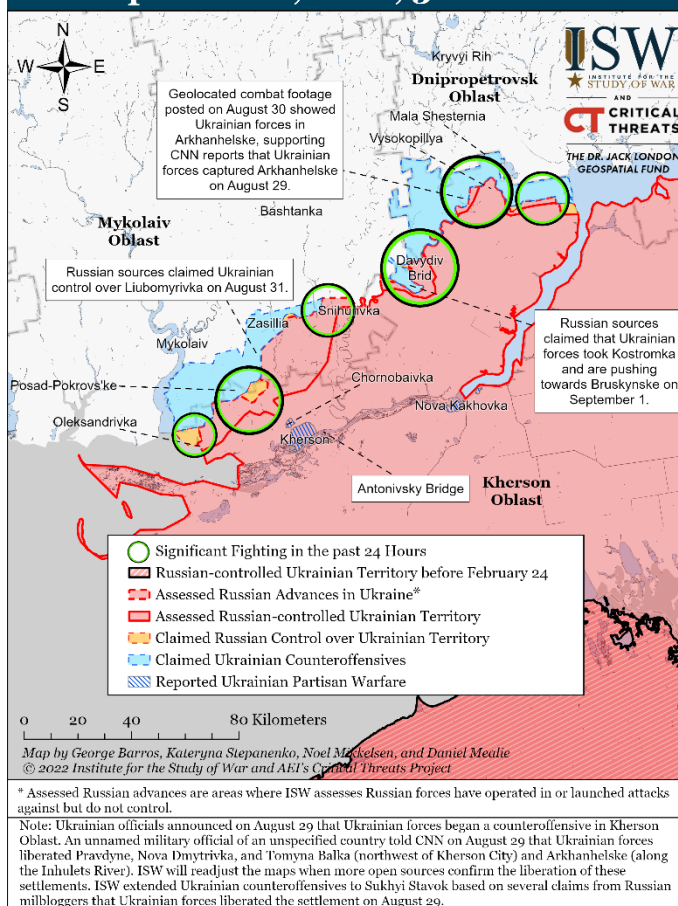 N
W E
S
ISW
INSTITUTE FOR THE
STUDY OF WAR
AND
CT CRITICAL
THREATS
THE DR. JACK LONDON
GEOSPATIAL FUND
Kryvyi Rih
Dnipropetrovsk
Oblast
Mala Shesternia
Vysokopillya
Geolocated combat footage
posted on August 30 showed
Ukrainian forces in
Arkhanhelske, supporting
CNN reports that Ukrainian
forces captured Arkhanhelske
on August 29.
Bashtanka
Mykolaiv
Oblast
Russian sources claimed Ukrainian
control over Liubomyrivka on August 31.
Davydiv
Brid
Snihurivka
Zasillia
Mykolaiv
Russian sources
claimed that Ukrainian
forces took Kostromka
and are pushing
towards Bruskynske on
September 1.
Posad-Pokrovs'ke
Chornobaivka
Nova Kakhovka
Oleksandrivka
Kherson
Antonivsky Bridge
Kherson
Oblast
Significant Fighting in the past 24 Hours
Russian-controlled Ukrainian Territory before February 24
Assessed Russian Advances in Ukraine*
Assessed Russian-controlled Ukrainian Territory
Claimed Russian Control over Ukrainian Territory
Claimed Ukrainian Counteroffensives
Reported Ukrainian Partisan Warfare
0 20 40 80 Kilometers
Map by George Barros, Kateryna Stepanenko, Noel Mikkelsen, and Daniel Mealie
© 2022 Institute for the Study of War and AEI's Critical Threats Project
* Assessed Russian advances are areas where ISW assesses Russian forces have operated in or launched attacks
against but do not control.
Note: Ukrainian officials announced on August 29 that Ukrainian forces began a counteroffensive in Kherson
Oblast. An unnamed military official of an unspecified country told CNN on August 29 that Ukrainian forces
liberated Pravdyne, Nova Dmytrivka, and Tomyna Balka (northwest of Kherson City) and Arkhanhelske (along
the Inhulets River). ISW will readjust the maps when more open sources confirm the liberation of these
settlements. ISW extended Ukrainian counteroffensives to Sukhyi Stavok based on several claims from Russian
milbloggers that Ukrainian forces liberated the settlement on August 29.